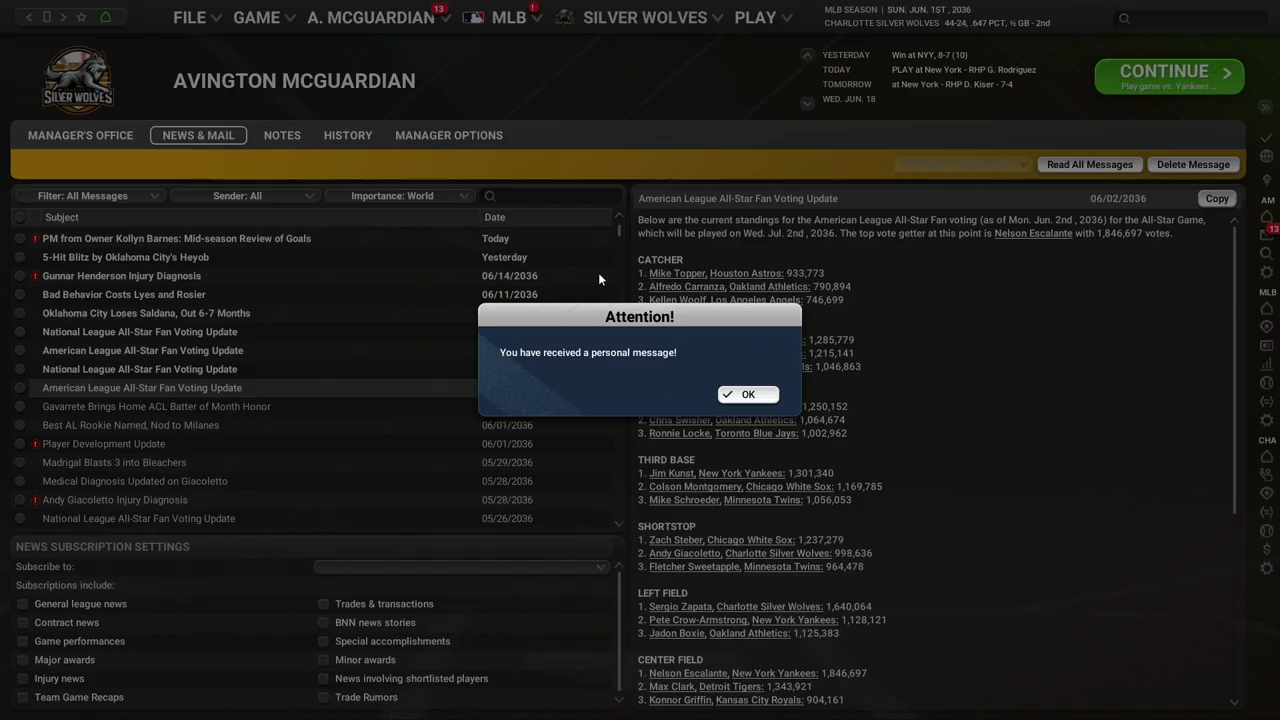 FILE GAME A. MCGUARDIAN 13 MLB ! SILVER WOLVES PLAY
MLB SEASON | SUN. JUN. 1ST , 2036
CHARLOTTE SILVER WOLVES 44-24, .647 PCT, ½ GB - 2nd
SILVER WOLVES
AVINGTON MCGUARDIAN
YESTERDAY Win at NYY, 8-7 (10)
TODAY PLAY at New York - RHP G. Rodriguez
TOMORROW at New York - RHP D. Kiser - 7-4
WED. JUN. 18
CONTINUE
Play game vs. Yankees...
MANAGER'S OFFICE NEWS & MAIL NOTES HISTORY MANAGER OPTIONS
Read All Messages Delete Message
Filter: All Messages Sender: All Importance: World
Subject Date
! PM from Owner Kollyn Barnes: Mid-season Review of Goals Today
5-Hit Blitz by Oklahoma City's Heyob Yesterday
! Gunnar Henderson Injury Diagnosis 06/14/2036
Bad Behavior Costs Lyes and Rosier 06/11/2036
Oklahoma City Loses Saldana, Out 6-7 Months
National League All-Star Fan Voting Update
American League All-Star Fan Voting Update
National League All-Star Fan Voting Update
American League All-Star Fan Voting Update
Gavarrete Brings Home ACL Batter of Month Honor
Best AL Rookie Named, Nod to Milanes 06/01/2036
! Player Development Update 06/01/2036
Madrigal Blasts 3 into Bleachers 05/29/2036
Medical Diagnosis Updated on Giacoletto 05/28/2036
! Andy Giacoletto Injury Diagnosis 05/28/2036
National League All-Star Fan Voting Update 05/26/2036
NEWS SUBSCRIPTION SETTINGS
Subscribe to:
Subscriptions include:
General league news Trades & transactions
Contract news BNN news stories
Game performances Special accomplishments
Major awards Minor awards
Injury news News involving shortlisted players
Team Game Recaps Trade Rumors
Attention!
You have received a personal message!
OK
American League All-Star Fan Voting Update 06/02/2036 Copy
Below are the current standings for the American League All-Star Fan voting (as of Mon. Jun. 2nd , 2036) for the All-Star Game,
which will be played on Wed. Jul. 2nd , 2036. The top vote getter at this point is Nelson Escalante with 1,846,697 votes.
CATCHER
1. Mike Topper, Houston Astros: 933,773
2. Alfredo Carranza, Oakland Athletics: 790,894
3. Kellen Woolf, Los Angeles Angels: 746,699
1,285,779
1,215,141
1,046,863
1,250,152
2. Chris Swisher, Oakland Athletics: 1,064,674
3. Ronnie Locke, Toronto Blue Jays: 1,002,962
THIRD BASE
1. Jim Kunst, New York Yankees: 1,301,340
2. Colson Montgomery, Chicago White Sox: 1,169,785
3. Mike Schroeder, Minnesota Twins: 1,056,053
SHORTSTOP
1. Zach Steber, Chicago White Sox: 1,237,279
2. Andy Giacoletto, Charlotte Silver Wolves: 998,636
3. Fletcher Sweetapple, Minnesota Twins: 964,478
LEFT FIELD
1. Sergio Zapata, Charlotte Silver Wolves: 1,640,064
2. Pete Crow-Armstrong, New York Yankees: 1,128,121
3. Jadon Boxie, Oakland Athletics: 1,125,383
CENTER FIELD
1. Nelson Escalante, New York Yankees: 1,846,697
2. Max Clark, Detroit Tigers: 1,343,921
3. Konnor Griffin, Kansas City Royals: 904,161
AM
13
MLB
CHA